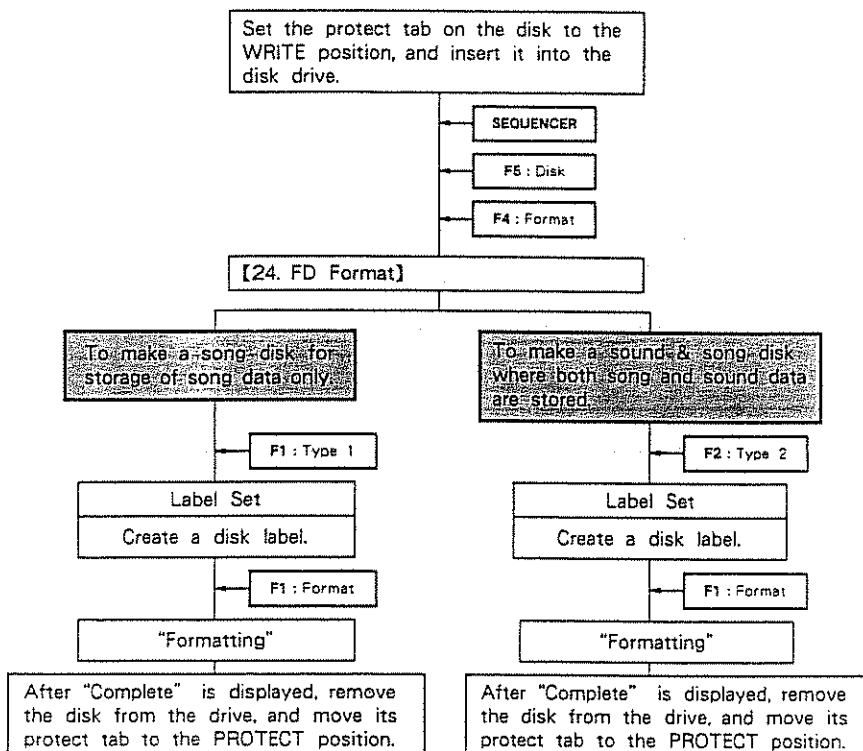 Set the protect tab on the disk to the
WRITE position, and insert it into the
disk drive.
SEQUENCER
F5 : Disk
F4 : Format
【24. FD Format】
To make a song disk for
storage of song data only.
F1 : Type 1
Label Set
Create a disk label.
F1 : Format
“Formatting”
After “Complete” is displayed, remove
the disk from the drive, and move its
protect tab to the PROTECT position.
To make a sound & song disk
where both song and sound data
are stored.
F2 : Type 2
Label Set
Create a disk label.
F1 : Format
“Formatting”
After “Complete” is displayed, remove
the disk from the drive, and move its
protect tab to the PROTECT position.